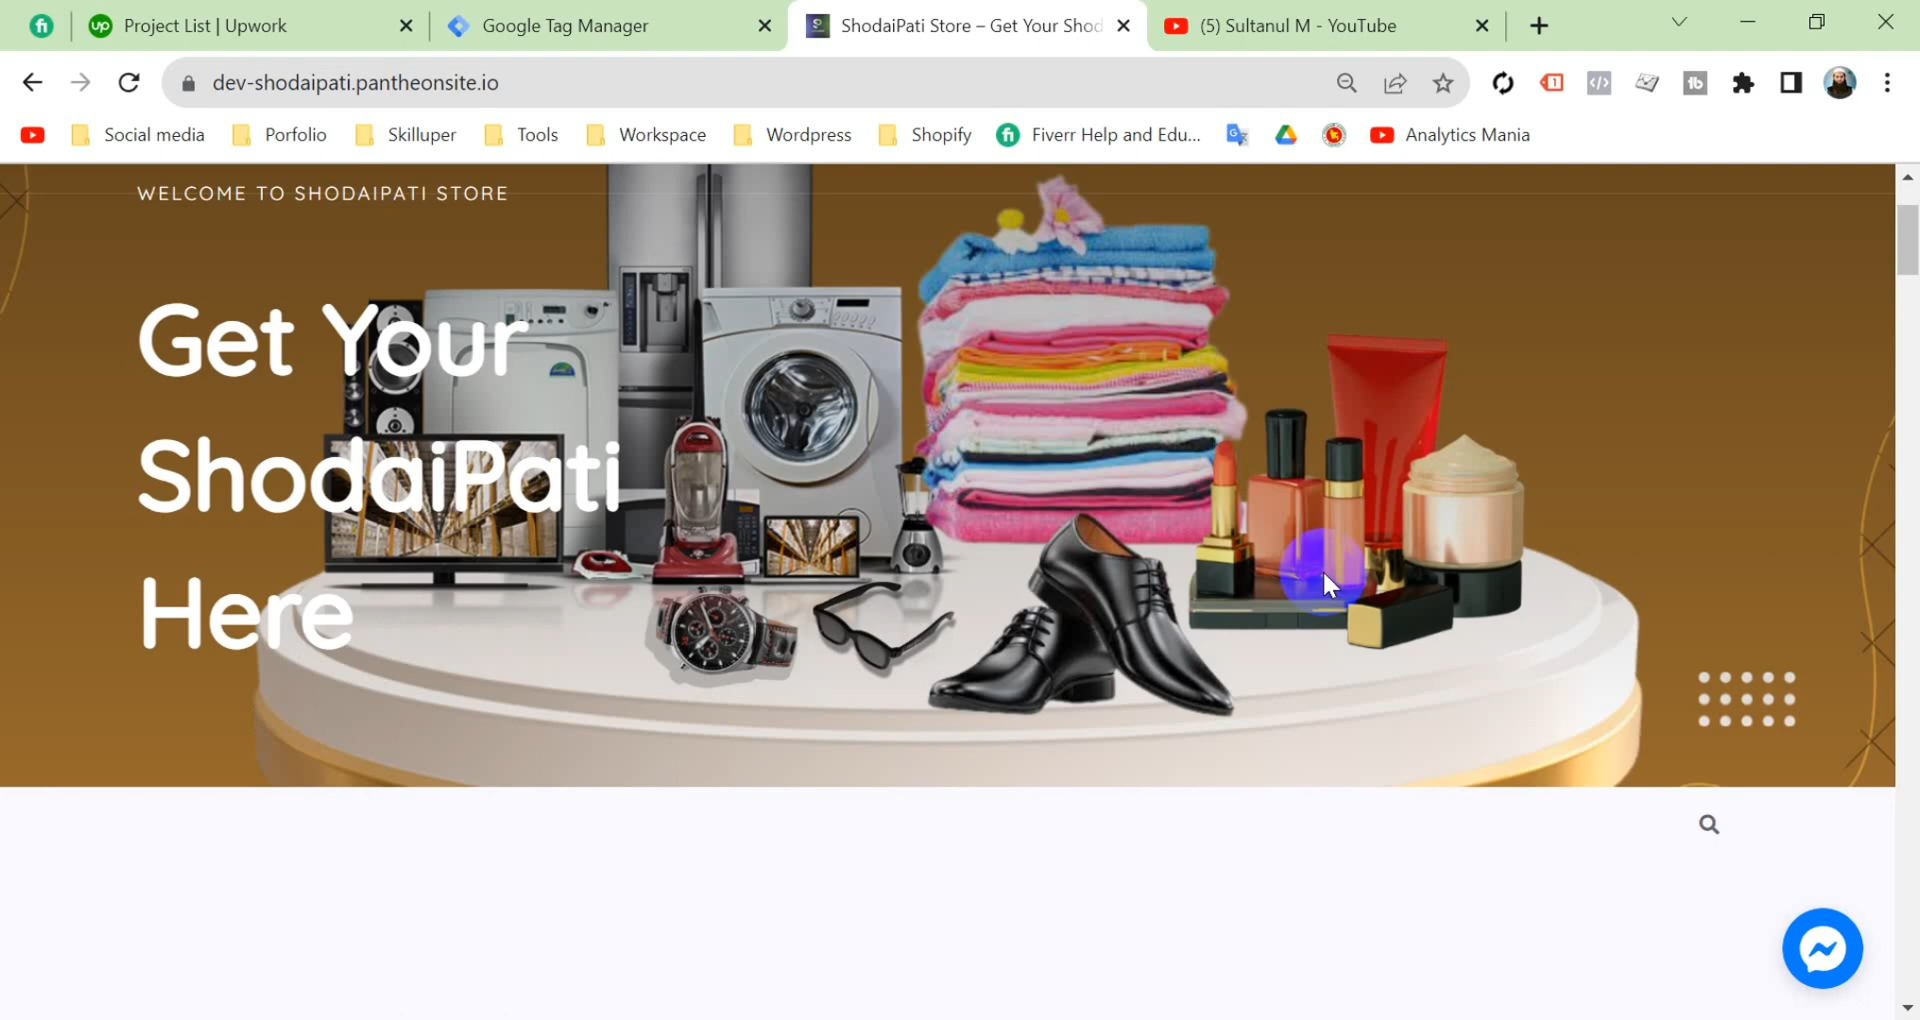 Project List | Upwork
Google Tag Manager
ShodaiPati Store – Get Your Shod
(5) Sultanul M - YouTube
dev-shodaipati.pantheonsite.io
Social media
Porfolio
Skilluper
Tools
Workspace
Wordpress
Shopify
Fiverr Help and Edu...
Analytics Mania
WELCOME TO SHODAIPATI STORE
Get Your
ShodaiPati
Here